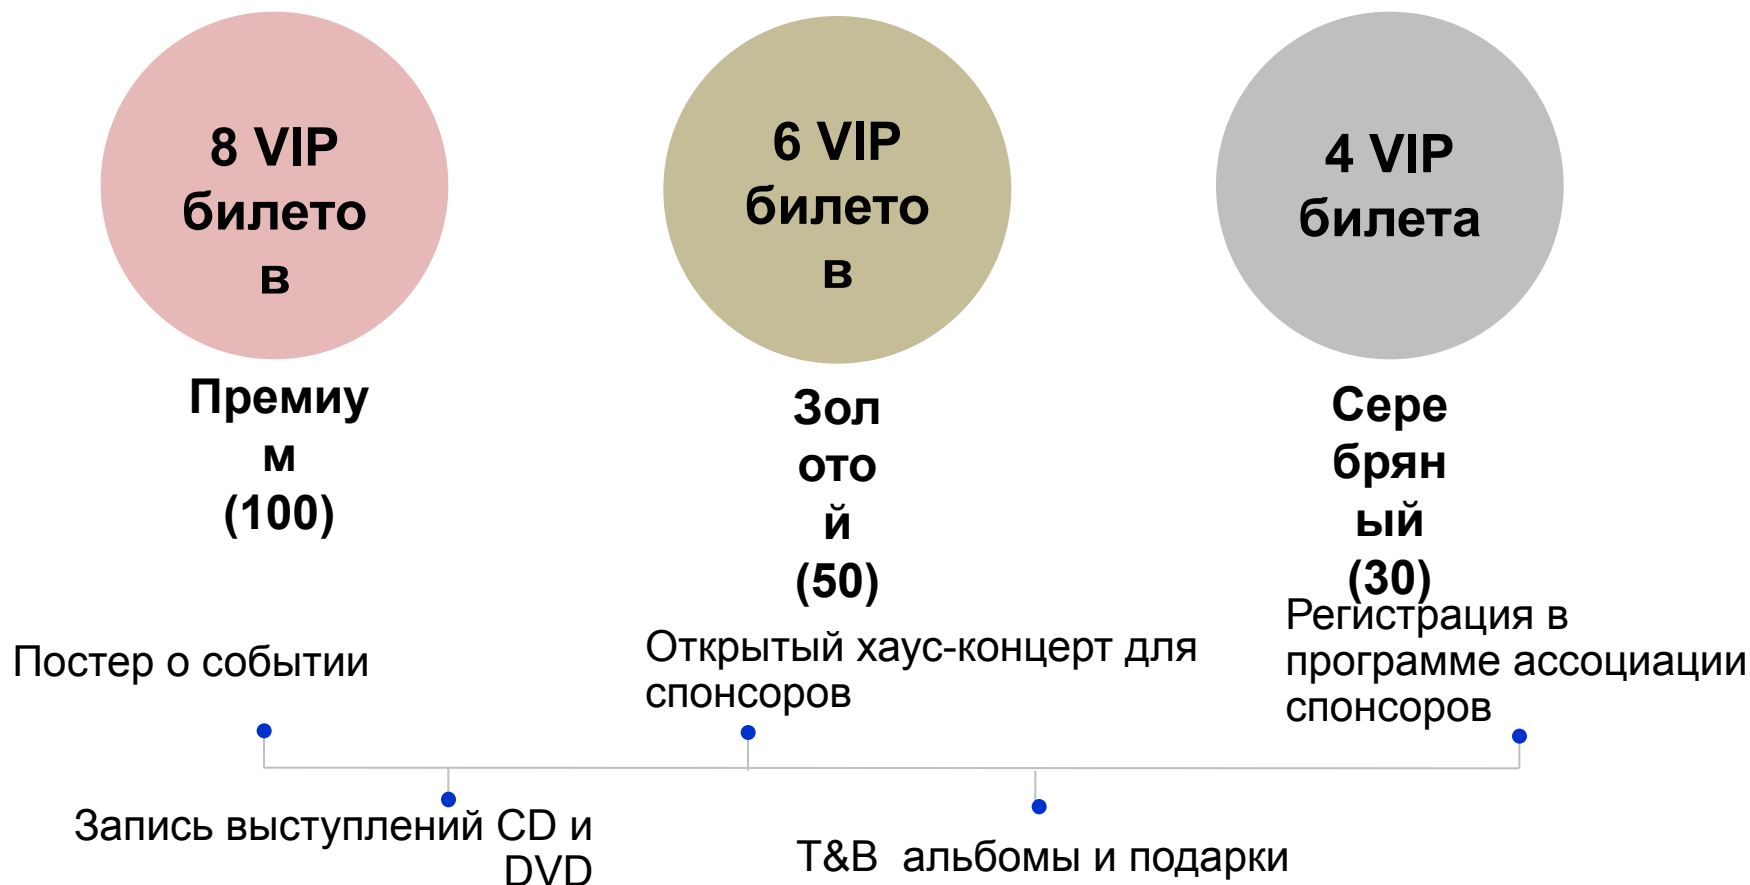 8 VIP
билето
в
6 VIP
билето
в
4 VIP
билета
Премиу
м
(100)
Зол
ото
й
(50)
Сере
брян
ый
(30)
Постер о событии
Открытый хаус-концерт для
спонсоров
Регистрация в
программе ассоциации
спонсоров
Запись выступлений CD и
DVD
T&B альбомы и подарки